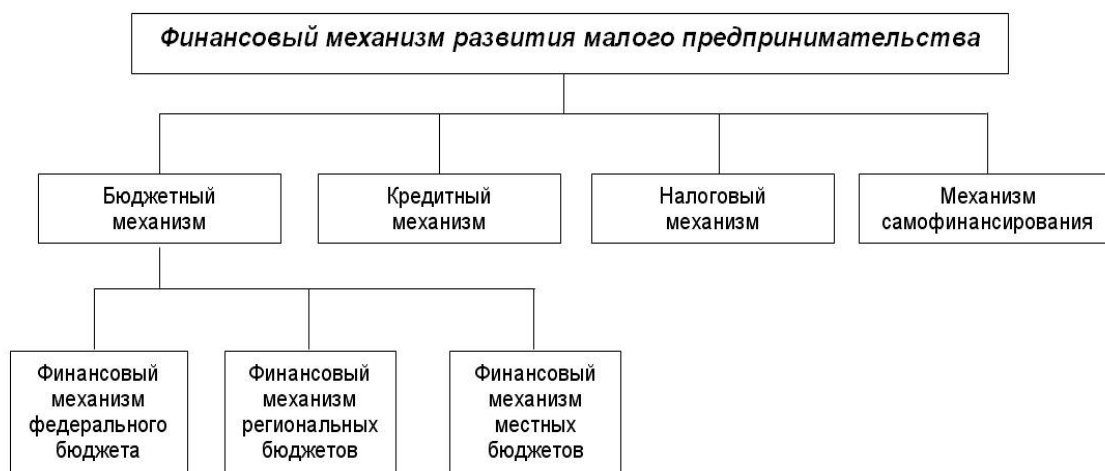 Финансовый механизм развития малого предпринимательства
Бюджетный
механизм
Кредитный
механизм
Налоговый
механизм
Механизм
самофинансирования
Финансовый
механизм
федерального
бюджета
Финансовый
механизм
региональных
бюджетов
Финансовый
механизм
местных
бюджетов